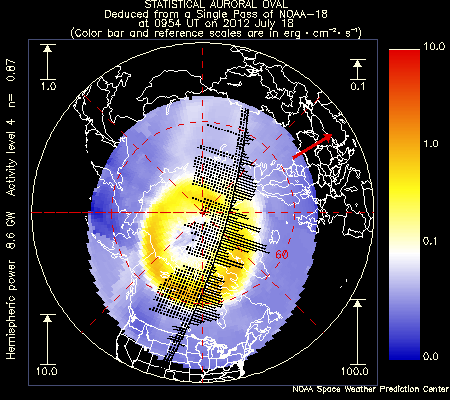 STATISTICAL AURORAL OVAL
Deduced from a Single Pass of NOAA-18
at 0954 UT on 2012 July 18
(Color bar and reference scales are in erg · cm⁻² · s⁻¹)
Hemispheric power 8.6 GW Activity level 4 n= 0.87
1.0
0.1
10.0
100.0
60
10.0
1.0
0.1
0.0
NOAA Space Weather Prediction Center